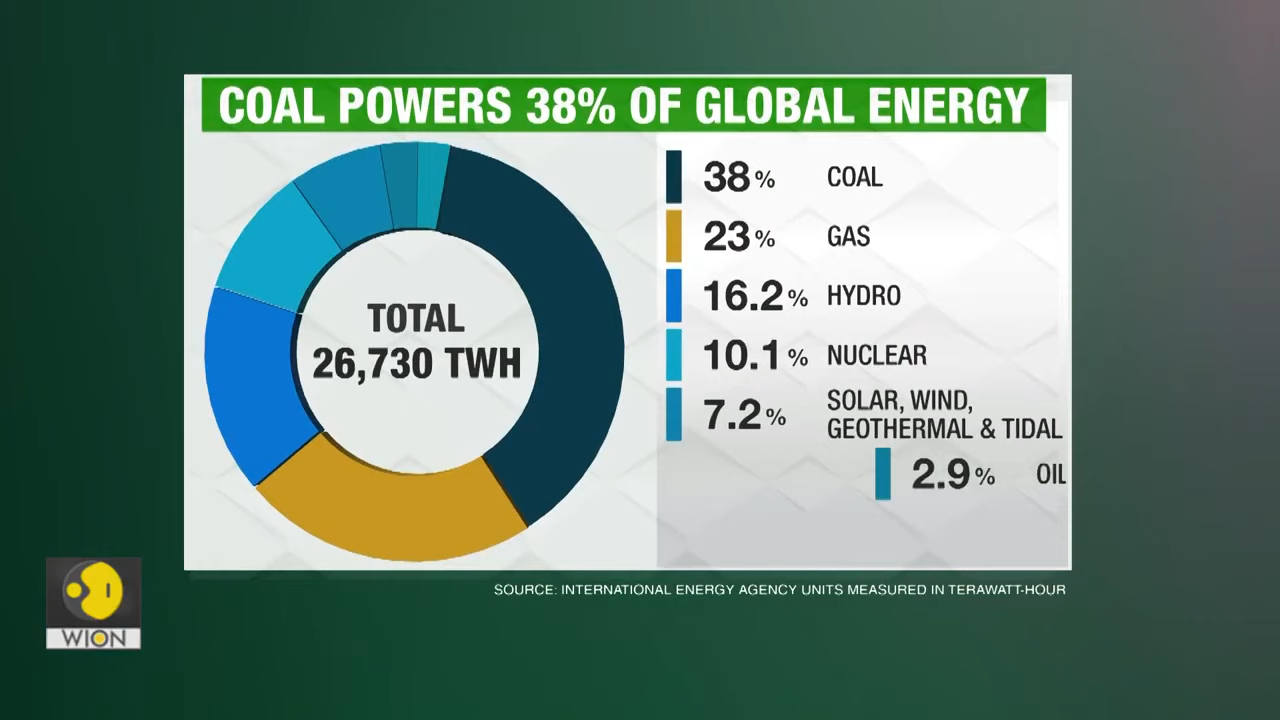 COAL POWERS 38% OF GLOBAL ENERGY
TOTAL
26,730 TWH
38% COAL
23% GAS
16.2% HYDRO
10.1% NUCLEAR
7.2% SOLAR, WIND,
GEOTHERMAL & TIDAL
2.9% OIL
SOURCE: INTERNATIONAL ENERGY AGENCY UNITS MEASURED IN TERAWATT-HOUR
WION